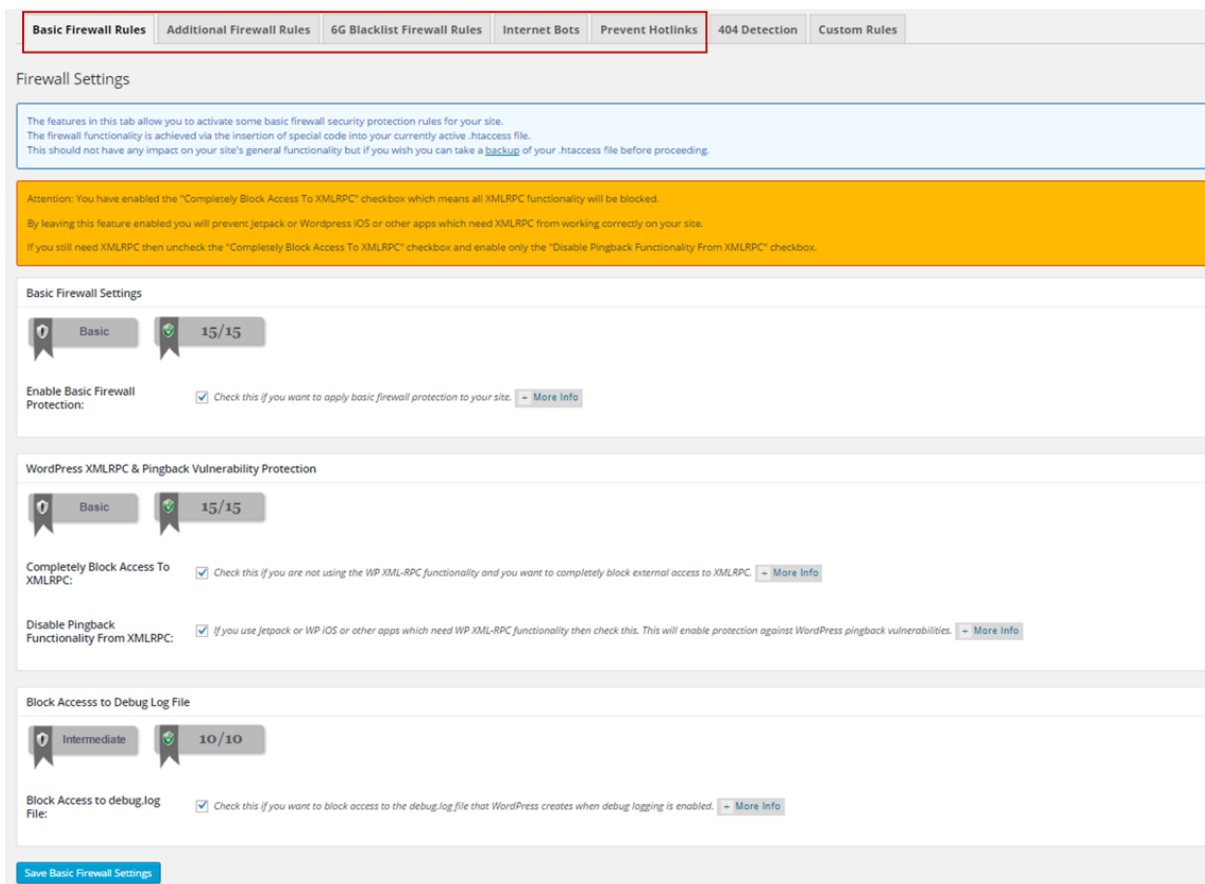 Basic Firewall Rules Additional Firewall Rules 6G Blacklist Firewall Rules Internet Bots Prevent Hotlinks 404 Detection Custom Rules
Firewall Settings
The features in this tab allow you to activate some basic firewall security protection rules for your site.
The firewall functionality is achieved via the insertion of special code into your currently active .htaccess file.
This should not have any impact on your site's general functionality but if you wish you can take a backup of your .htaccess file before proceeding.
Attention: You have enabled the "Completely Block Access To XMLRPC" checkbox which means all XMLRPC functionality will be blocked.
By leaving this feature enabled you will prevent Jetpack or Wordpress iOS or other apps which need XMLRPC from working correctly on your site.
If you still need XMLRPC then uncheck the "Completely Block Access To XMLRPC" checkbox and enable only the "Disable Pingback Functionality From XMLRPC" checkbox.
Basic Firewall Settings
Basic 15/15
Enable Basic Firewall
Protection:
Check this if you want to apply basic firewall protection to your site. + More Info
WordPress XMLRPC & Pingback Vulnerability Protection
Basic 15/15
Completely Block Access To
XMLRPC:
Check this if you are not using the WP XML-RPC functionality and you want to completely block external access to XMLRPC. + More Info
Disable Pingback
Functionality From XMLRPC:
If you use Jetpack or WP iOS or other apps which need WP XML-RPC functionality then check this. This will enable protection against WordPress pingback vulnerabilities. + More Info
Block Accesss to Debug Log File
Intermediate 10/10
Block Access to debug.log
File:
Check this if you want to block access to the debug.log file that WordPress creates when debug logging is enabled. + More Info
Save Basic Firewall Settings